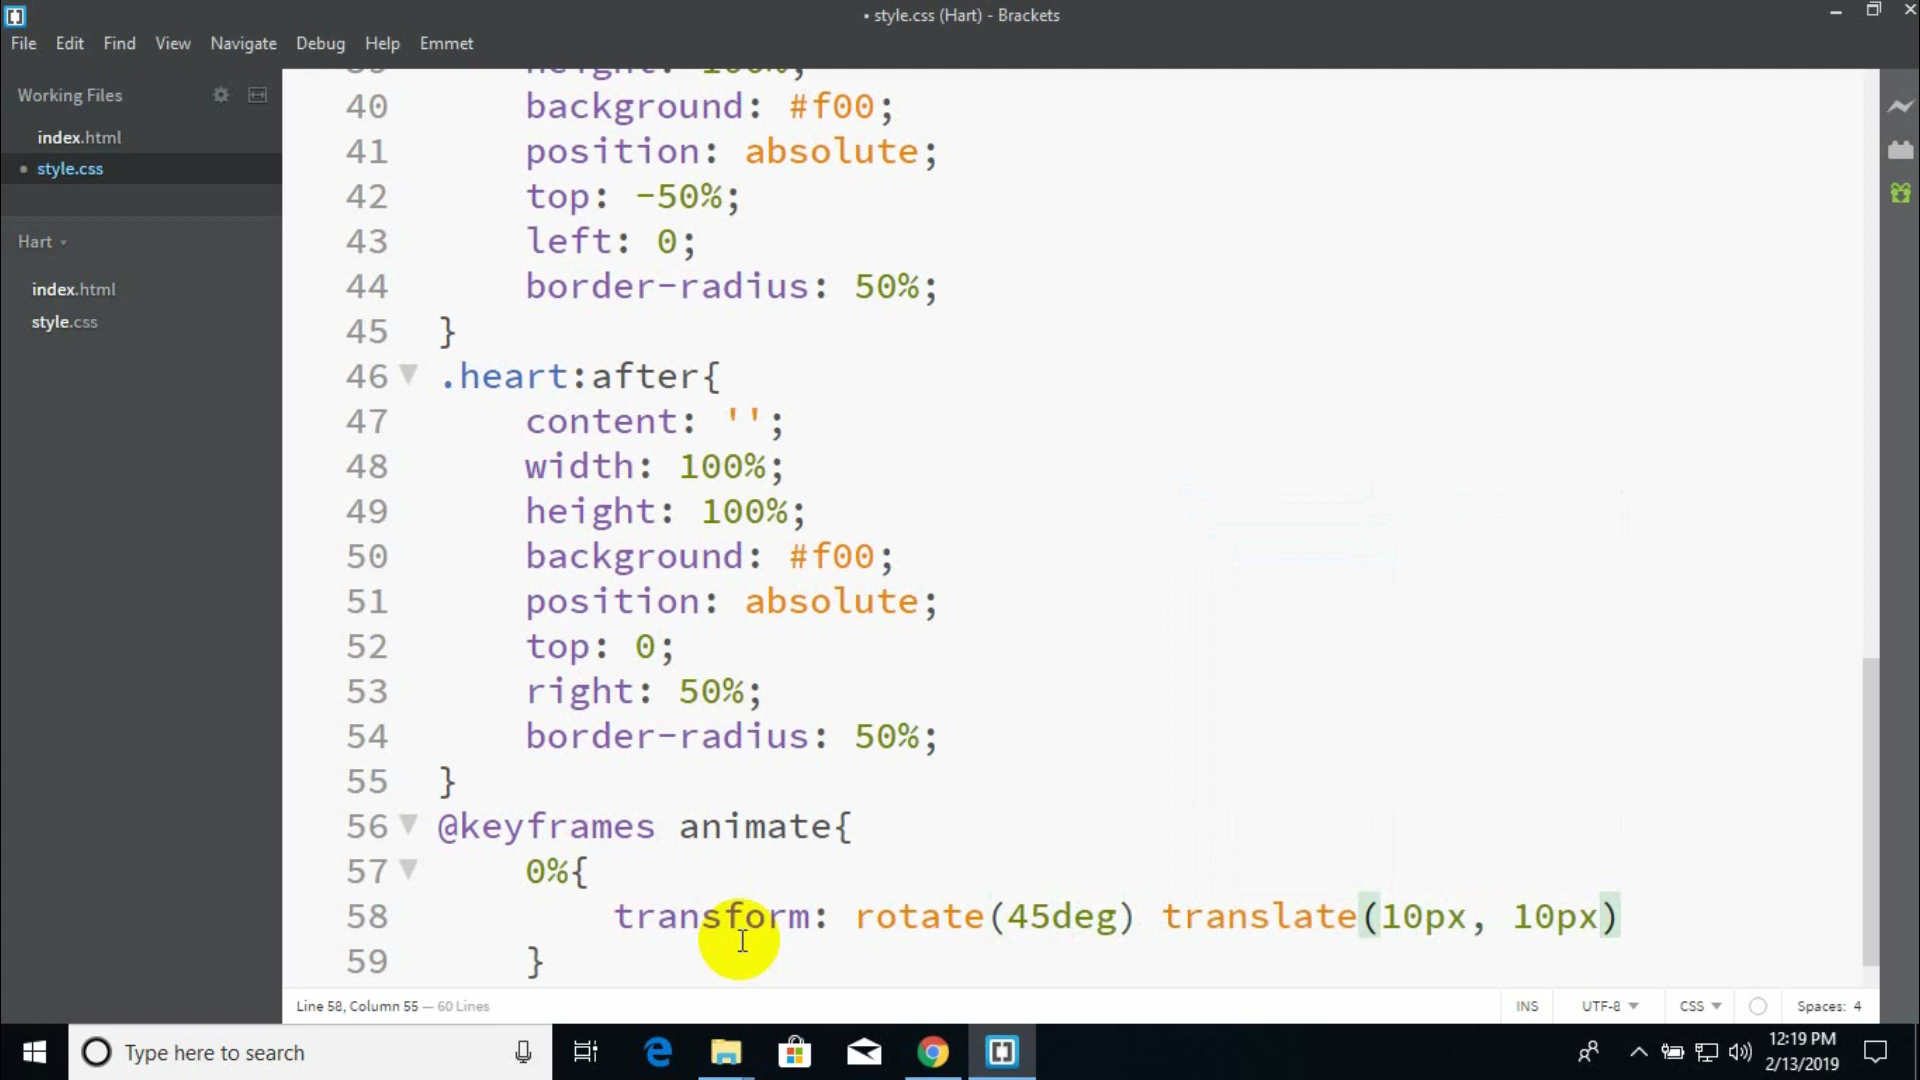 • style.css (Hart) - Brackets
File Edit Find View Navigate Debug Help Emmet
Working Files
index.html
• style.css
Hart
index.html
style.css
height: 100%;
40 background: #f00;
41 position: absolute;
42 top: -50%;
43 left: 0;
44 border-radius: 50%;
45 }
46 .heart:after{
47 content: '';
48 width: 100%;
49 height: 100%;
50 background: #f00;
51 position: absolute;
52 top: 0;
53 right: 50%;
54 border-radius: 50%;
55 }
56 @keyframes animate{
57 0%{
58 transform: rotate(45deg) translate(10px, 10px)
59 }
Line 58, Column 55 — 60 Lines
INS UTF-8 CSS Spaces: 4
Type here to search
12:19 PM
2/13/2019